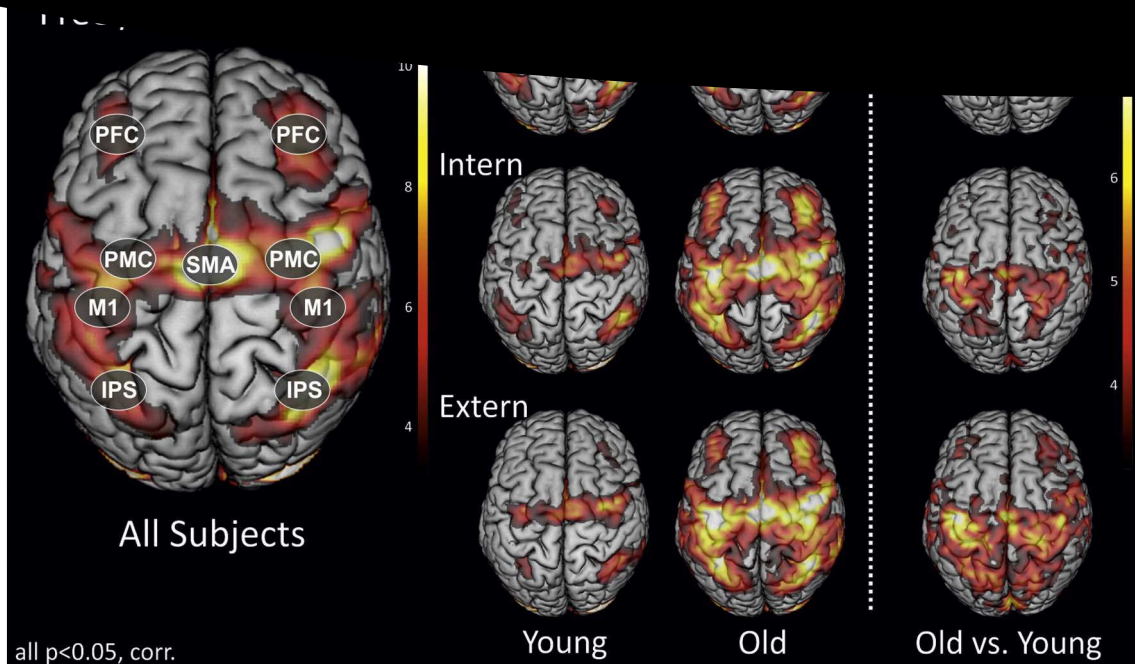 10
PFC PFC
Intern
8
6
PMC SMA PMC
5
M1 M1
6
IPS IPS
4
Extern
4
All Subjects
Young Old Old vs. Young
all p<0.05, corr.